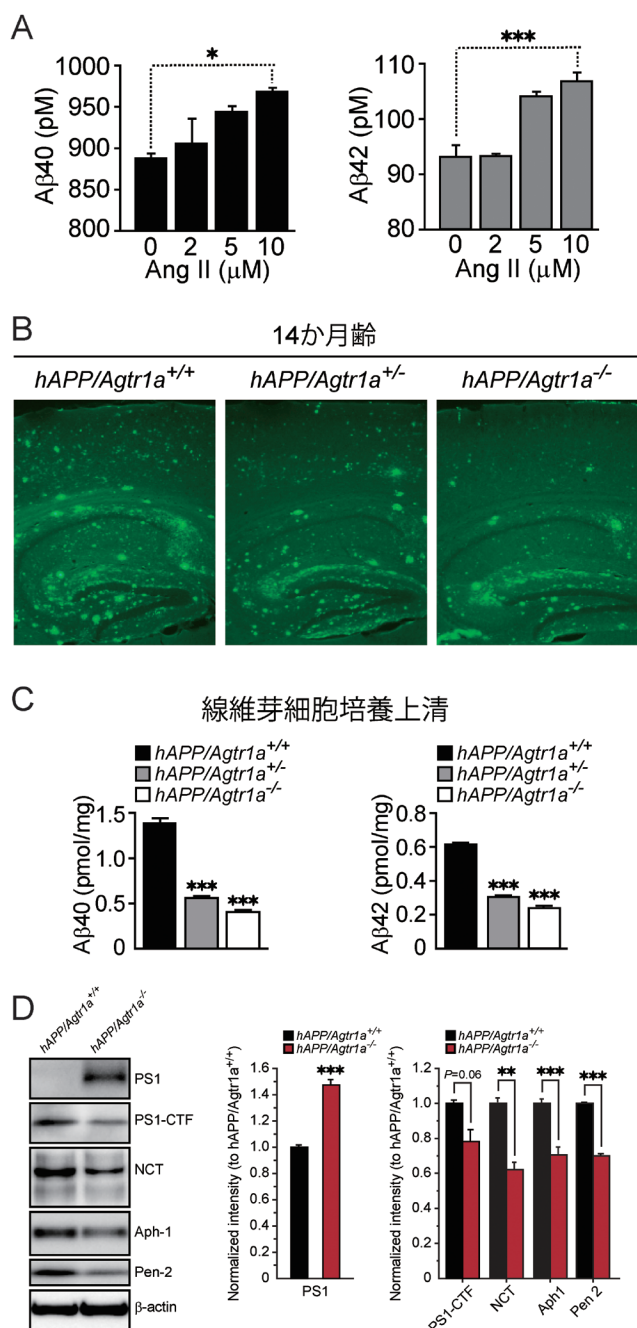 A
Aβ40 (pM)
1000
950
900
850
800
*
0 2 5 10
Ang II (μM)
Aβ42 (pM)
110
100
90
80
***
0 2 5 10
Ang II (μM)
B
14か月齢
hAPP/Agtr1a+/+ hAPP/Agtr1a+/- hAPP/Agtr1a-/-
C
線維芽細胞培養上清
hAPP/Agtr1a+/+
hAPP/Agtr1a+/-
hAPP/Agtr1a-/-
Aβ40 (pmol/mg)
1.5
1.0
0.5
0
*** ***
hAPP/Agtr1a+/+
hAPP/Agtr1a+/-
hAPP/Agtr1a-/-
Aβ42 (pmol/mg)
0.8
0.6
0.4
0.2
0
*** ***
D
hAPP/Agtr1a+/+
hAPP/Agtr1a-/-
PS1
PS1-CTF
NCT
Aph-1
Pen-2
β-actin
hAPP/Agtr1a+/+
hAPP/Agtr1a-/-
Normalized intensity (to hAPP/Agtr1a+/+)
1.6
1.4
1.2
1.0
0.8
0.6
0.4
0.2
0
***
PS1
hAPP/Agtr1a+/+
hAPP/Agtr1a-/-
Normalized intensity (to hAPP/Agtr1a+/+)
1.2
1.0
0.8
0.6
0.4
0.2
0
P=0.06 ** *** ***
PS1-CTF
NCT
Aph1
Pen 2